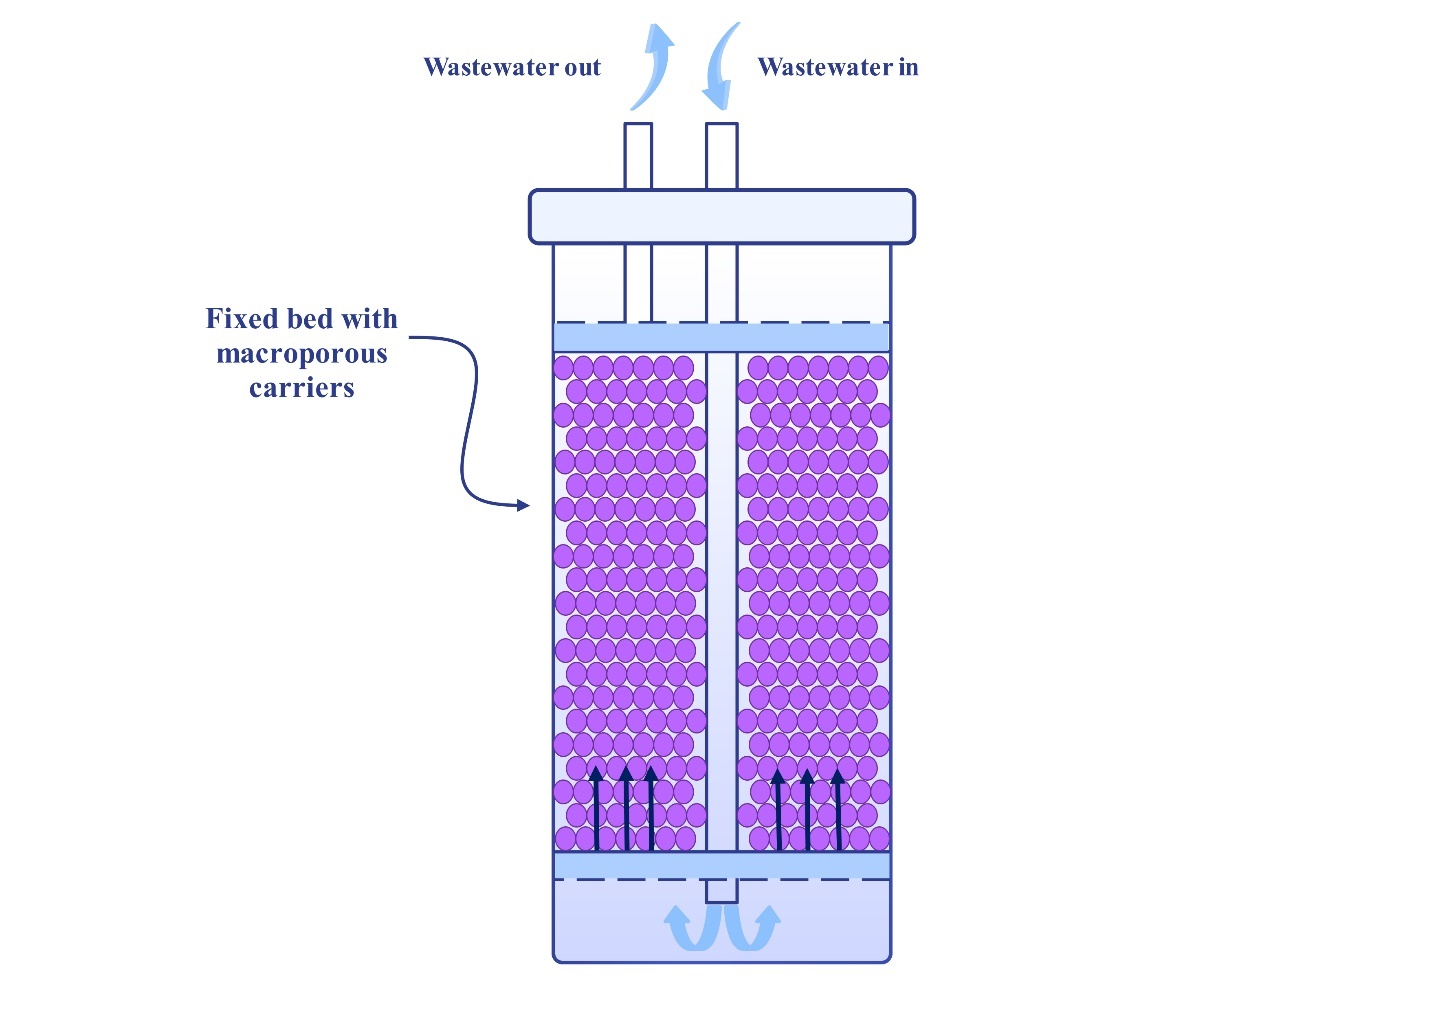 Wastewater out
Wastewater in
Fixed bed with
macroporous
carriers